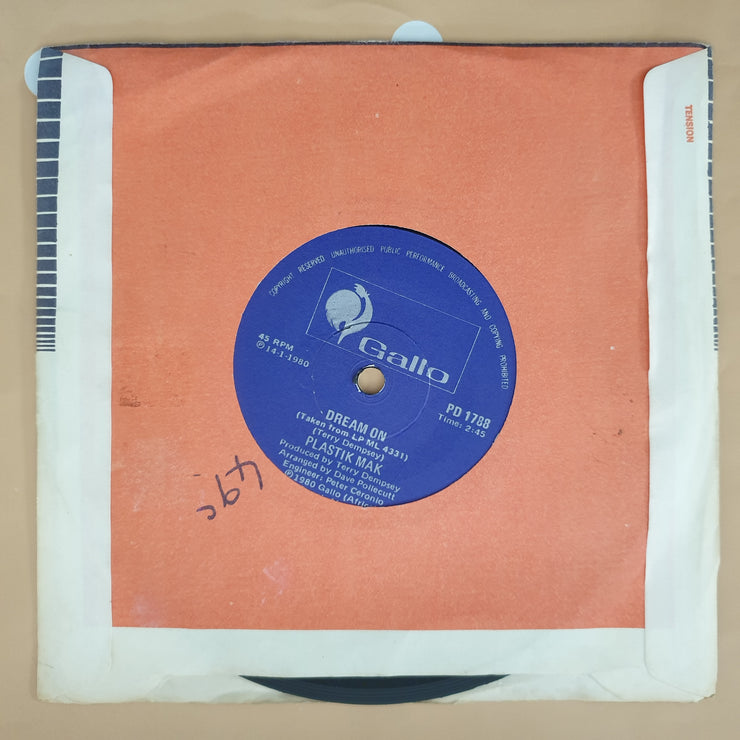 TENSION
COPYRIGHT RESERVED UNAUTHORISED PUBLIC PERFORMANCE BROADCASTING AND COPYING PROHIBITED
Gallo
45 RPM
Ⓟ14.1-1980
PD 1788
Time: 2:45
DREAM ON
(Taken from LP ML 4331)
(Terry Dempsey)
PLASTIK MAK
Produced by Terry Dempsey
Arranged by Dave Pollecutt
Engineer: Peter Ceronio
Ⓟ1980 Gallo (Afric
49c